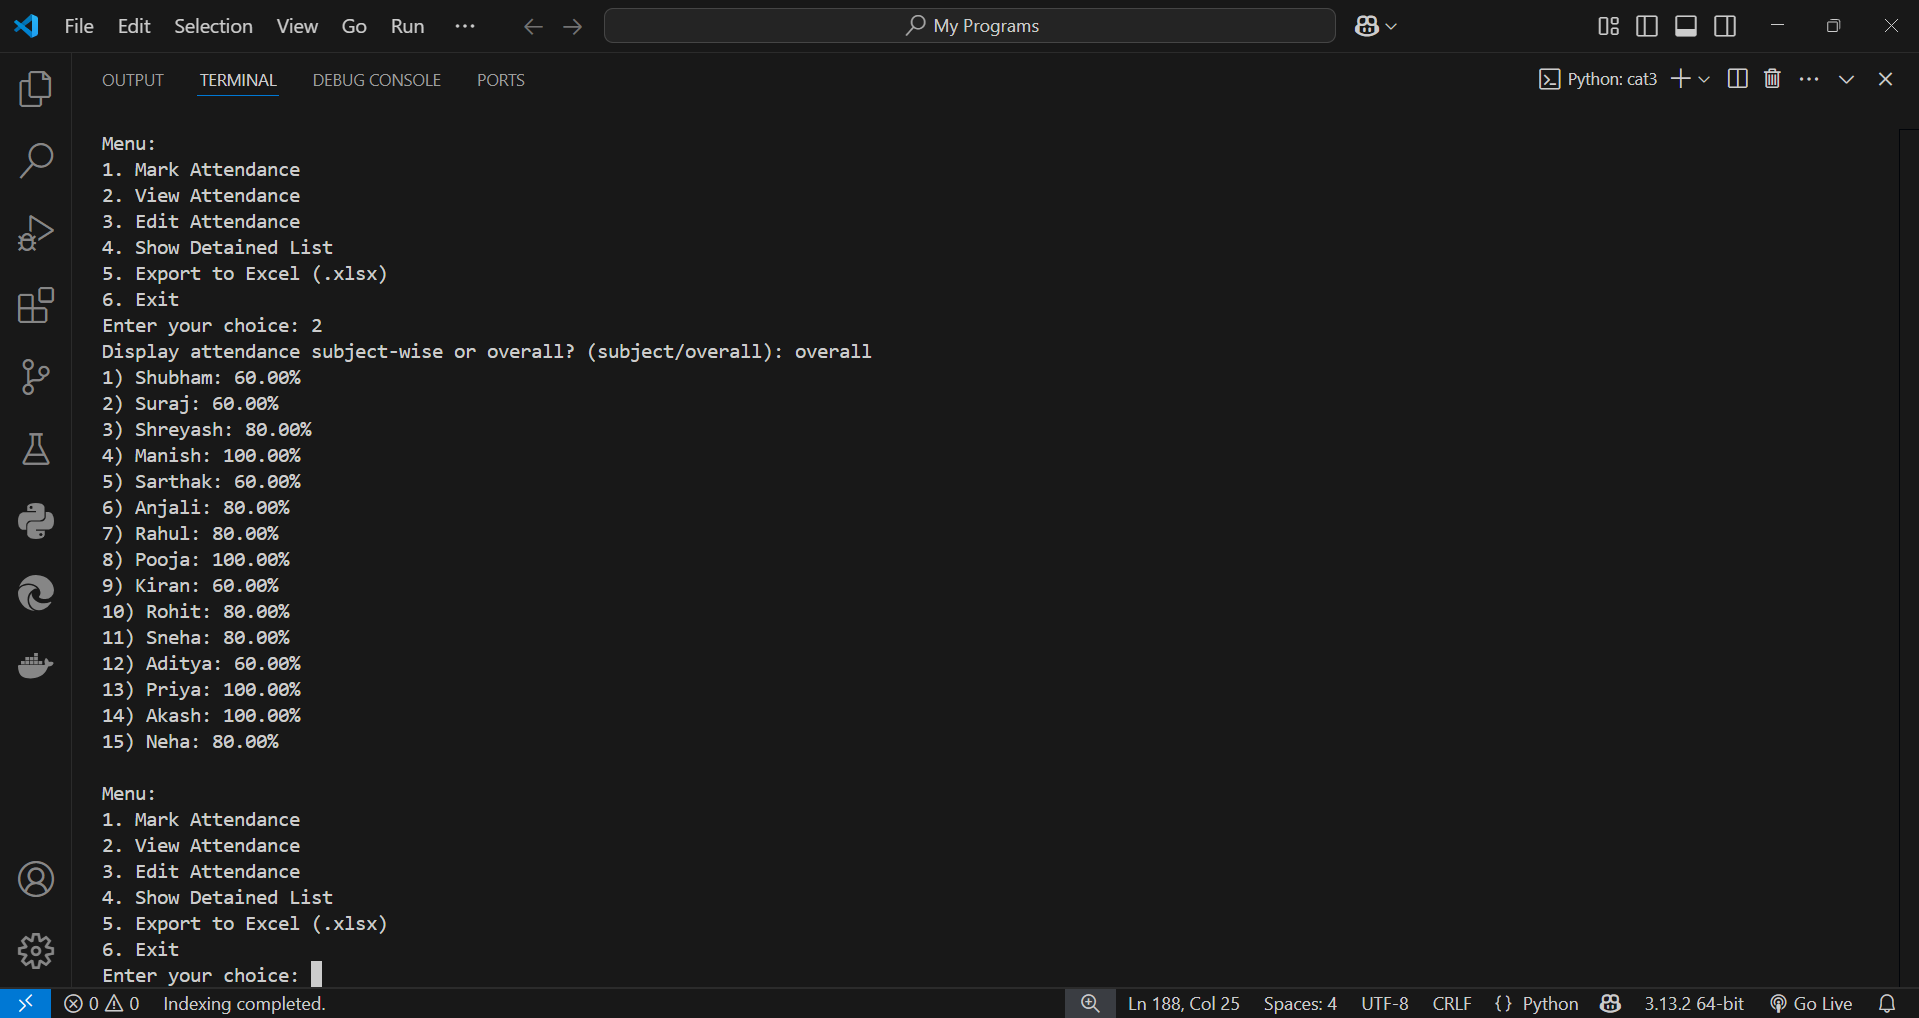 File Edit Selection View Go Run ··· My Programs
OUTPUT TERMINAL DEBUG CONSOLE PORTS Python: cat3
Menu:
1. Mark Attendance
2. View Attendance
3. Edit Attendance
4. Show Detained List
5. Export to Excel (.xlsx)
6. Exit
Enter your choice: 2
Display attendance subject-wise or overall? (subject/overall): overall
1) Shubham: 60.00%
2) Suraj: 60.00%
3) Shreyash: 80.00%
4) Manish: 100.00%
5) Sarthak: 60.00%
6) Anjali: 80.00%
7) Rahul: 80.00%
8) Pooja: 100.00%
9) Kiran: 60.00%
10) Rohit: 80.00%
11) Sneha: 80.00%
12) Aditya: 60.00%
13) Priya: 100.00%
14) Akash: 100.00%
15) Neha: 80.00%
Menu:
1. Mark Attendance
2. View Attendance
3. Edit Attendance
4. Show Detained List
5. Export to Excel (.xlsx)
6. Exit
Enter your choice:
0 0 Indexing completed. Ln 188, Col 25 Spaces: 4 UTF-8 CRLF {} Python 3.13.2 64-bit Go Live